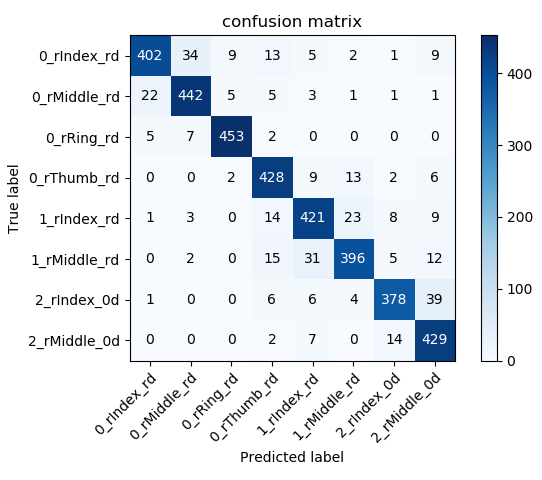 confusion matrix
True label
0_rIndex_rd 402 34 9 13 5 2 1 9
0_rMiddle_rd 22 442 5 5 3 1 1 1
0_rRing_rd 5 7 453 2 0 0 0 0
0_rThumb_rd 0 0 2 428 9 13 2 6
1_rIndex_rd 1 3 0 14 421 23 8 9
1_rMiddle_rd 0 2 0 15 31 396 5 12
2_rIndex_0d 1 0 0 6 6 4 378 39
2_rMiddle_0d 0 0 0 2 7 0 14 429
0_rIndex_rd 0_rMiddle_rd 0_rRing_rd 0_rThumb_rd 1_rIndex_rd 1_rMiddle_rd 2_rIndex_0d 2_rMiddle_0d
Predicted label
400
300
200
100
0